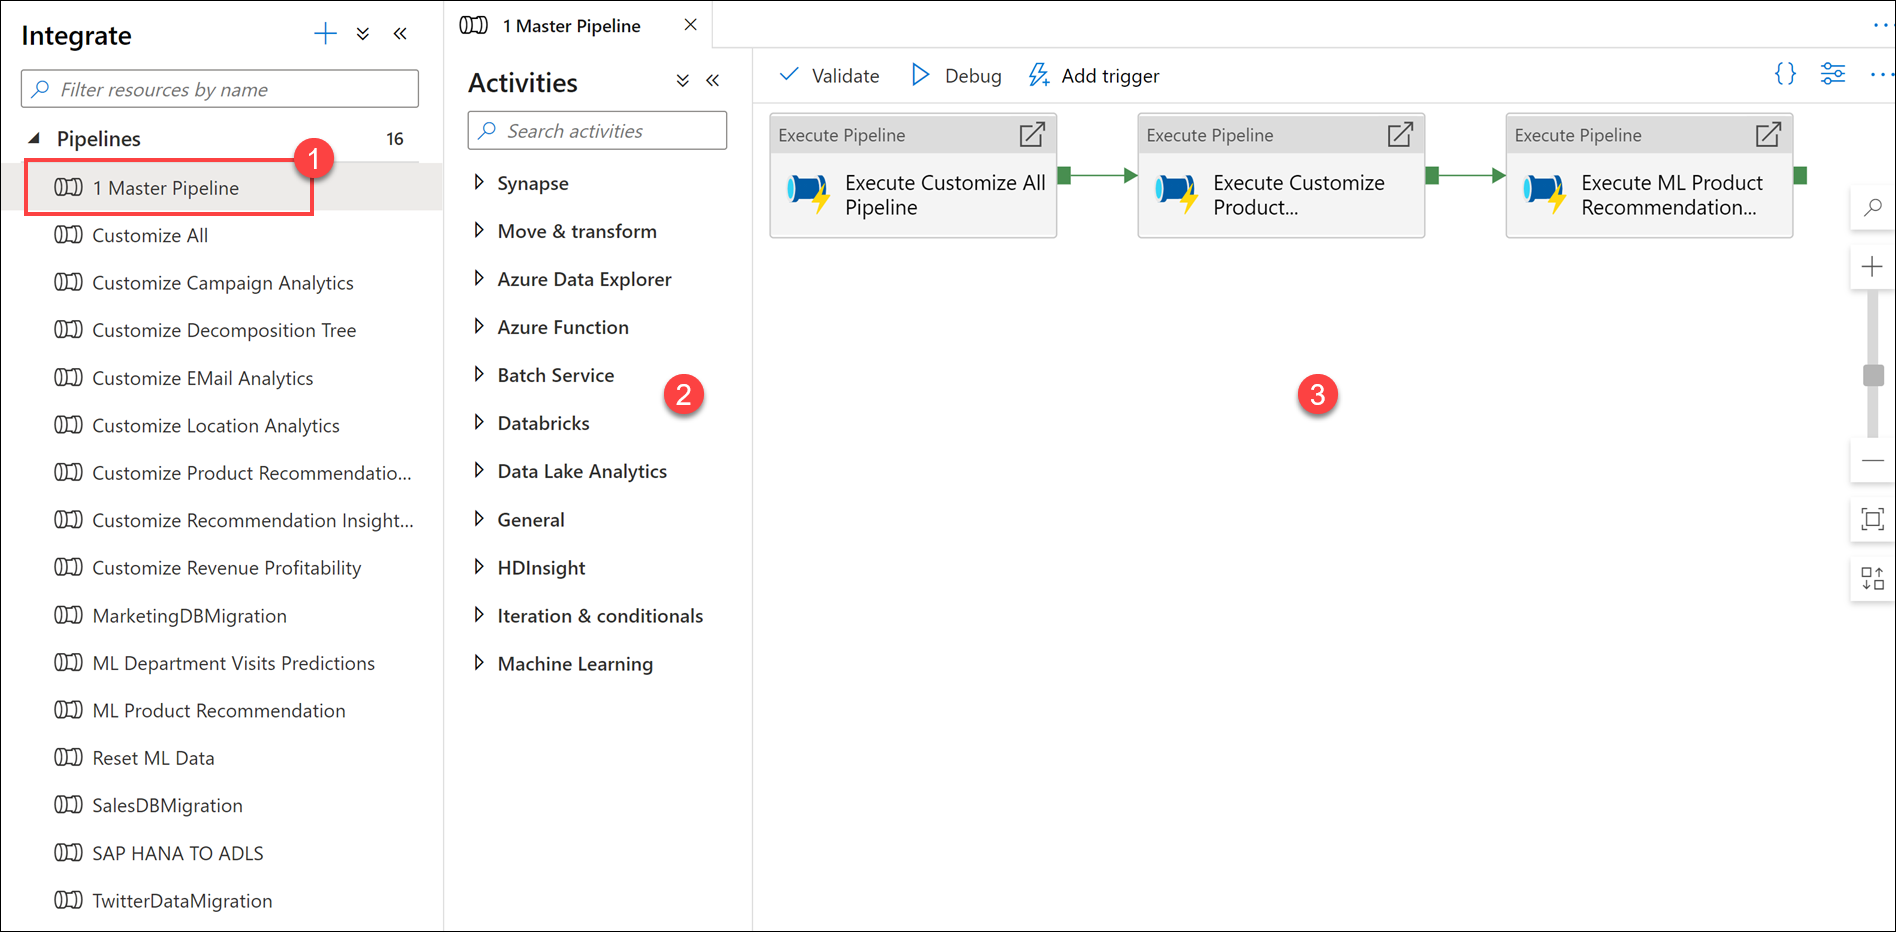 Integrate
Filter resources by name
Pipelines 16
1
1 Master Pipeline
Customize All
Customize Campaign Analytics
Customize Decomposition Tree
Customize EMail Analytics
Customize Location Analytics
Customize Product Recommendatio...
Customize Recommendation Insight...
Customize Revenue Profitability
MarketingDBMigration
ML Department Visits Predictions
ML Product Recommendation
Reset ML Data
SalesDBMigration
SAP HANA TO ADLS
TwitterDataMigration
1 Master Pipeline
Activities
Search activities
Synapse
Move & transform
Azure Data Explorer
Azure Function
Batch Service
2
Databricks
Data Lake Analytics
General
HDInsight
Iteration & conditionals
Machine Learning
Validate Debug Add trigger {}
Execute Pipeline
Execute Customize All
Pipeline
Execute Pipeline
Execute Customize
Product...
Execute Pipeline
Execute ML Product
Recommendation...
3